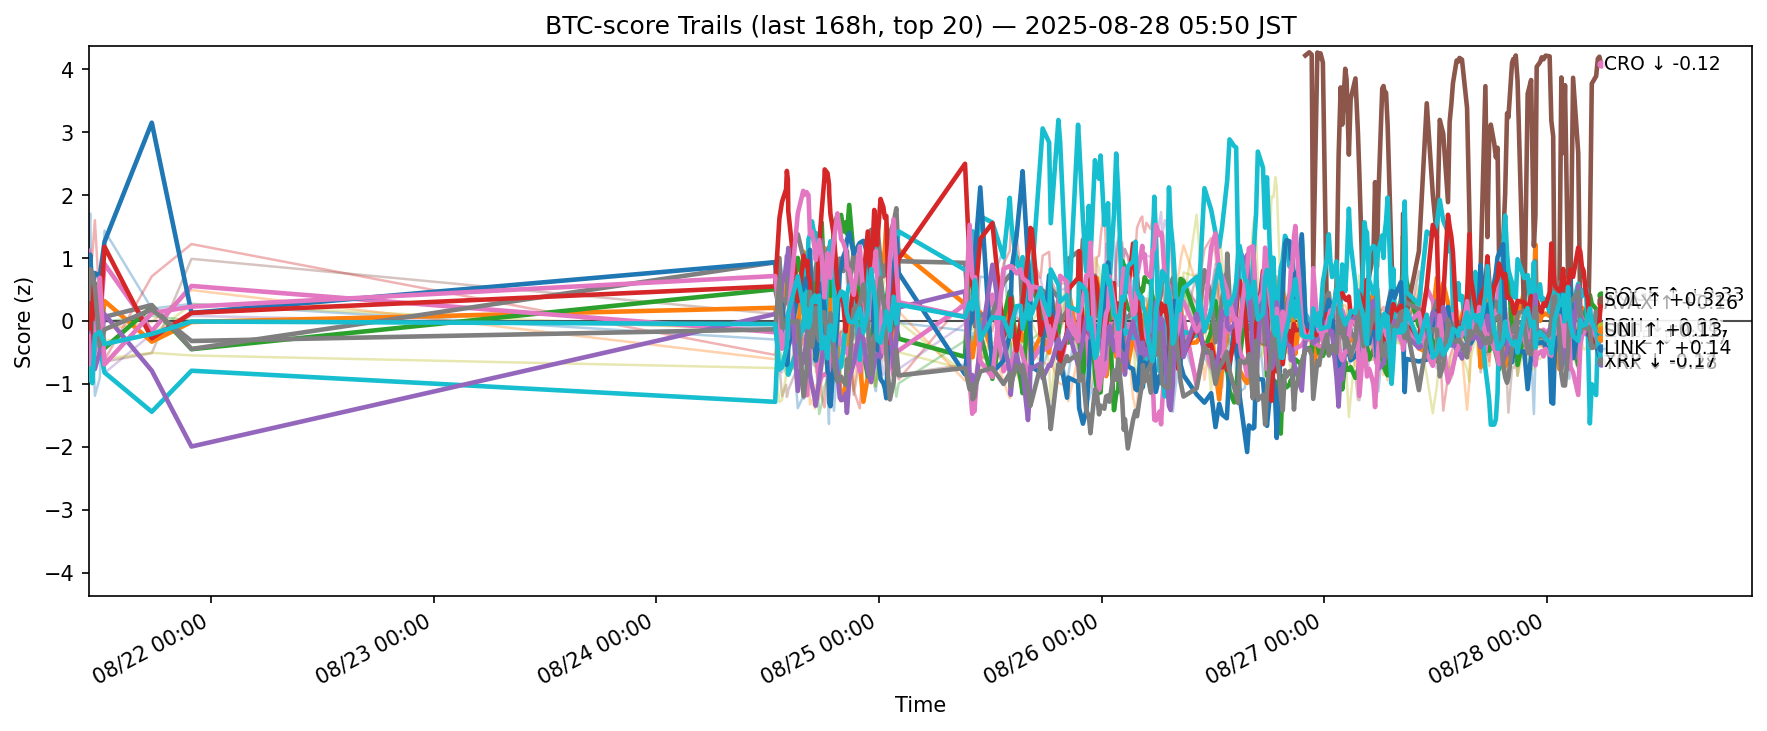 BTC-score Trails (last 168h, top 20) — 2025-08-28 05:50 JST
Score (z)
4
3
2
1
0
−1
−2
−3
−4
CRO ↓ -0.12
UNI ↑ +0.13
LINK ↑ +0.14
XRP ↓
08/22 00:00
08/23 00:00
08/24 00:00
08/25 00:00
08/26 00:00
08/27 00:00
08/28 00:00
Time